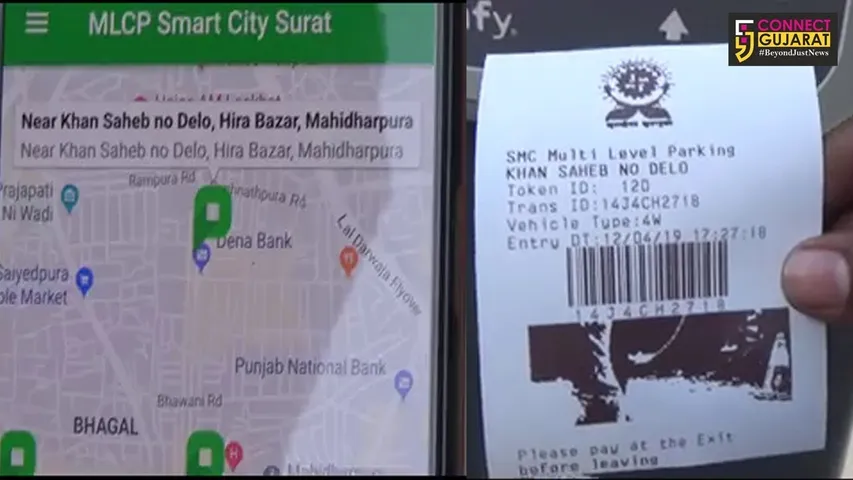 MLCP Smart City Surat
Near Khan Saheb no Delo, Hira Bazar, Mahidharpura
Near Khan Saheb no Delo, Hira Bazar, Mahidharpura
Rampura Rd
Prajapati
Ni Wadi
Dena Bank
Lal Darwala Flyover
Saiyedpura
Market
Punjab National Bank
Bhawani Rd
BHAGAL
Mahidharpura
CONNECT
GUJARAT
#BeyondJustNews
SMC Multi Level Parking
KHAN SAHEB NO DELO
Token ID: 120
Trans ID:14J4CH2718
Vehicle Type:4W
Entry DT:12/04/19 17:27:18
14J4CH2718
Please pay at the Exit
before leaving